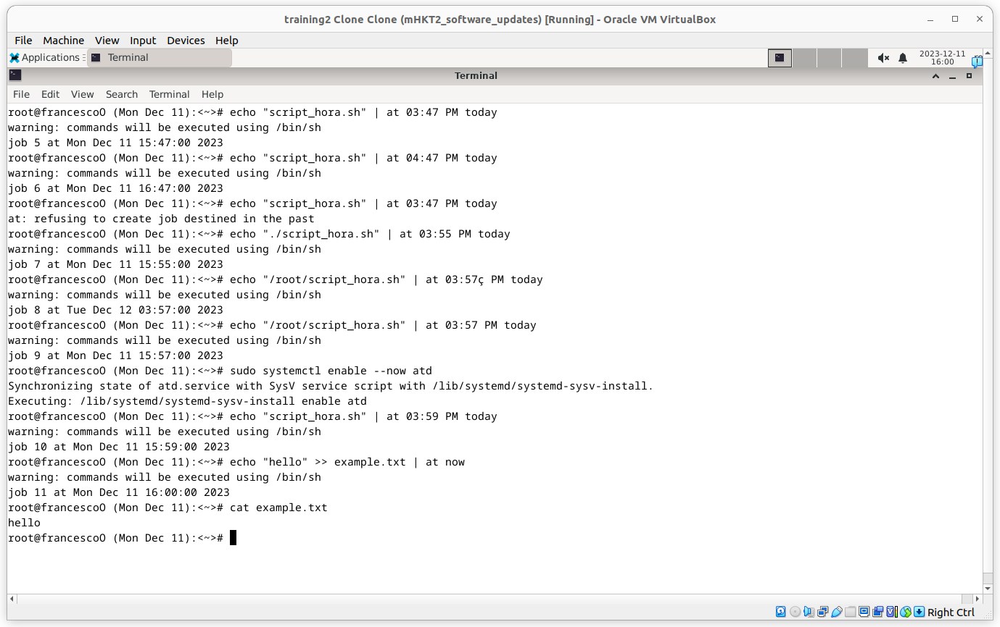 training2 Clone Clone (mHKT2_software_updates) [Running] - Oracle VM VirtualBox
File Machine View Input Devices Help
Applications Terminal
2023-12-11
16:00
Terminal
File Edit View Search Terminal Help
root@francescoO (Mon Dec 11):<~># echo "script_hora.sh" | at 03:47 PM today
warning: commands will be executed using /bin/sh
job 5 at Mon Dec 11 15:47:00 2023
root@francescoO (Mon Dec 11):<~># echo "script_hora.sh" | at 04:47 PM today
warning: commands will be executed using /bin/sh
job 6 at Mon Dec 11 16:47:00 2023
root@francescoO (Mon Dec 11):<~># echo "script_hora.sh" | at 03:47 PM today
at: refusing to create job destined in the past
root@francescoO (Mon Dec 11):<~># echo "./script_hora.sh" | at 03:55 PM today
warning: commands will be executed using /bin/sh
job 7 at Mon Dec 11 15:55:00 2023
root@francescoO (Mon Dec 11):<~># echo "/root/script_hora.sh" | at 03:57ç PM today
warning: commands will be executed using /bin/sh
job 8 at Tue Dec 12 03:57:00 2023
root@francescoO (Mon Dec 11):<~># echo "/root/script_hora.sh" | at 03:57 PM today
warning: commands will be executed using /bin/sh
job 9 at Mon Dec 11 15:57:00 2023
root@francescoO (Mon Dec 11):<~># sudo systemctl enable --now atd
Synchronizing state of atd.service with SysV service script with /lib/systemd/systemd-sysv-install.
Executing: /lib/systemd/systemd-sysv-install enable atd
root@francescoO (Mon Dec 11):<~># echo "script_hora.sh" | at 03:59 PM today
warning: commands will be executed using /bin/sh
job 10 at Mon Dec 11 15:59:00 2023
root@francescoO (Mon Dec 11):<~># echo "hello" >> example.txt | at now
warning: commands will be executed using /bin/sh
job 11 at Mon Dec 11 16:00:00 2023
root@francescoO (Mon Dec 11):<~># cat example.txt
hello
root@francescoO (Mon Dec 11):<~>#
Right Ctrl